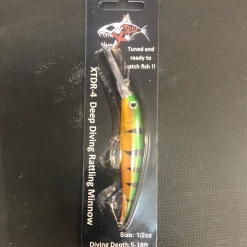 Tuned and
ready to
catch fish !!
XTDR-4 Deep Diving Rattling Minnow
Size: 1/2oz
Diving Depth 5-18ft